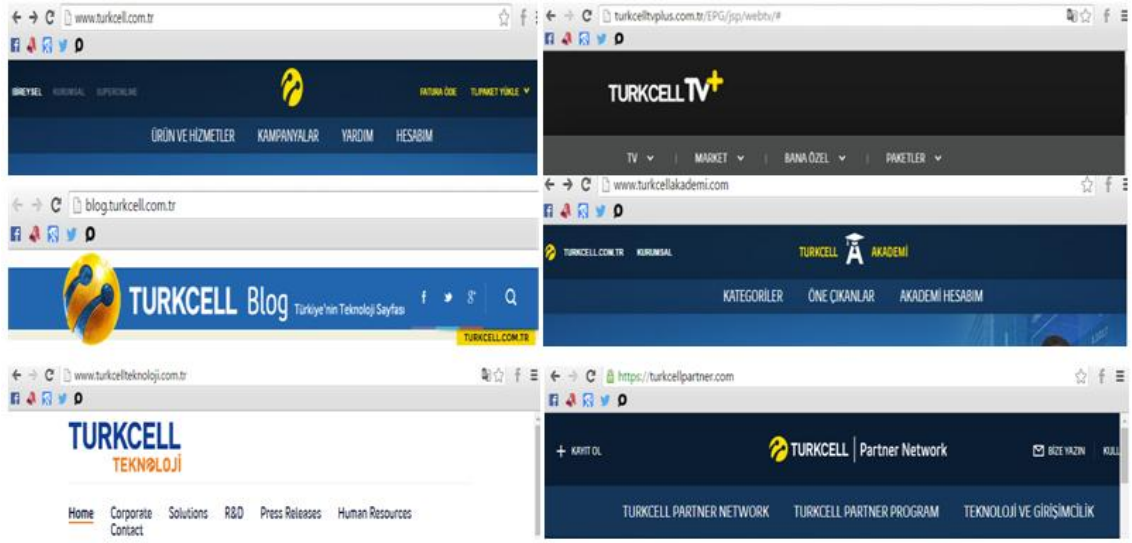 www.turkcell.com.tr
BİREYSEL KURUMSAL SUPERONLINE FATURA ÖDE TL/PAKET YÜKLE
ÜRÜN VE HİZMETLER KAMPANYALAR YARDIM HESABIM
turkcelltvplus.com.tr/EPG/jsp/webtv/#
TURKCELL TV+
TV | MARKET | BANA ÖZEL | PAKETLER
blog.turkcell.com.tr
TURKCELL Blog Türkiye'nin Teknoloji Sayfası
TURKCELL.COM.TR
www.turkcellakademi.com
TURKCELL.COM.TR KURUMSAL TURKCELL AKADEMİ
KATEGORİLER ÖNE ÇIKANLAR AKADEMİ HESABIM
www.turkcellteknoloji.com.tr
TURKCELL
TEKNOLOJİ
Home Corporate Solutions R&D Press Releases Human Resources
Contact
https://turkcellpartner.com
+ KAYIT OL TURKCELL | Partner Network BİZE YAZIN KULL
TURKCELL PARTNER NETWORK TURKCELL PARTNER PROGRAM TEKNOLOJİ VE GİRİŞİMCİLİK